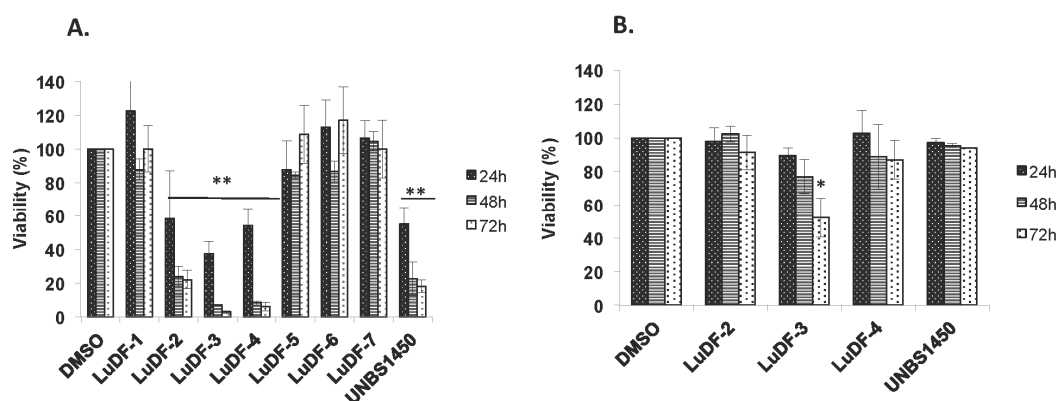 A.
Viability (%)
140
120
100
80
60
40
20
0
**
**
24h
48h
72h
DMSO
LuDF-1
LuDF-2
LuDF-3
LuDF-4
LuDF-5
LuDF-6
LuDF-7
UNBS1450
B.
Viability (%)
140
120
100
80
60
40
20
0
*
24h
48h
72h
DMSO
LuDF-2
LuDF-3
LuDF-4
UNBS1450